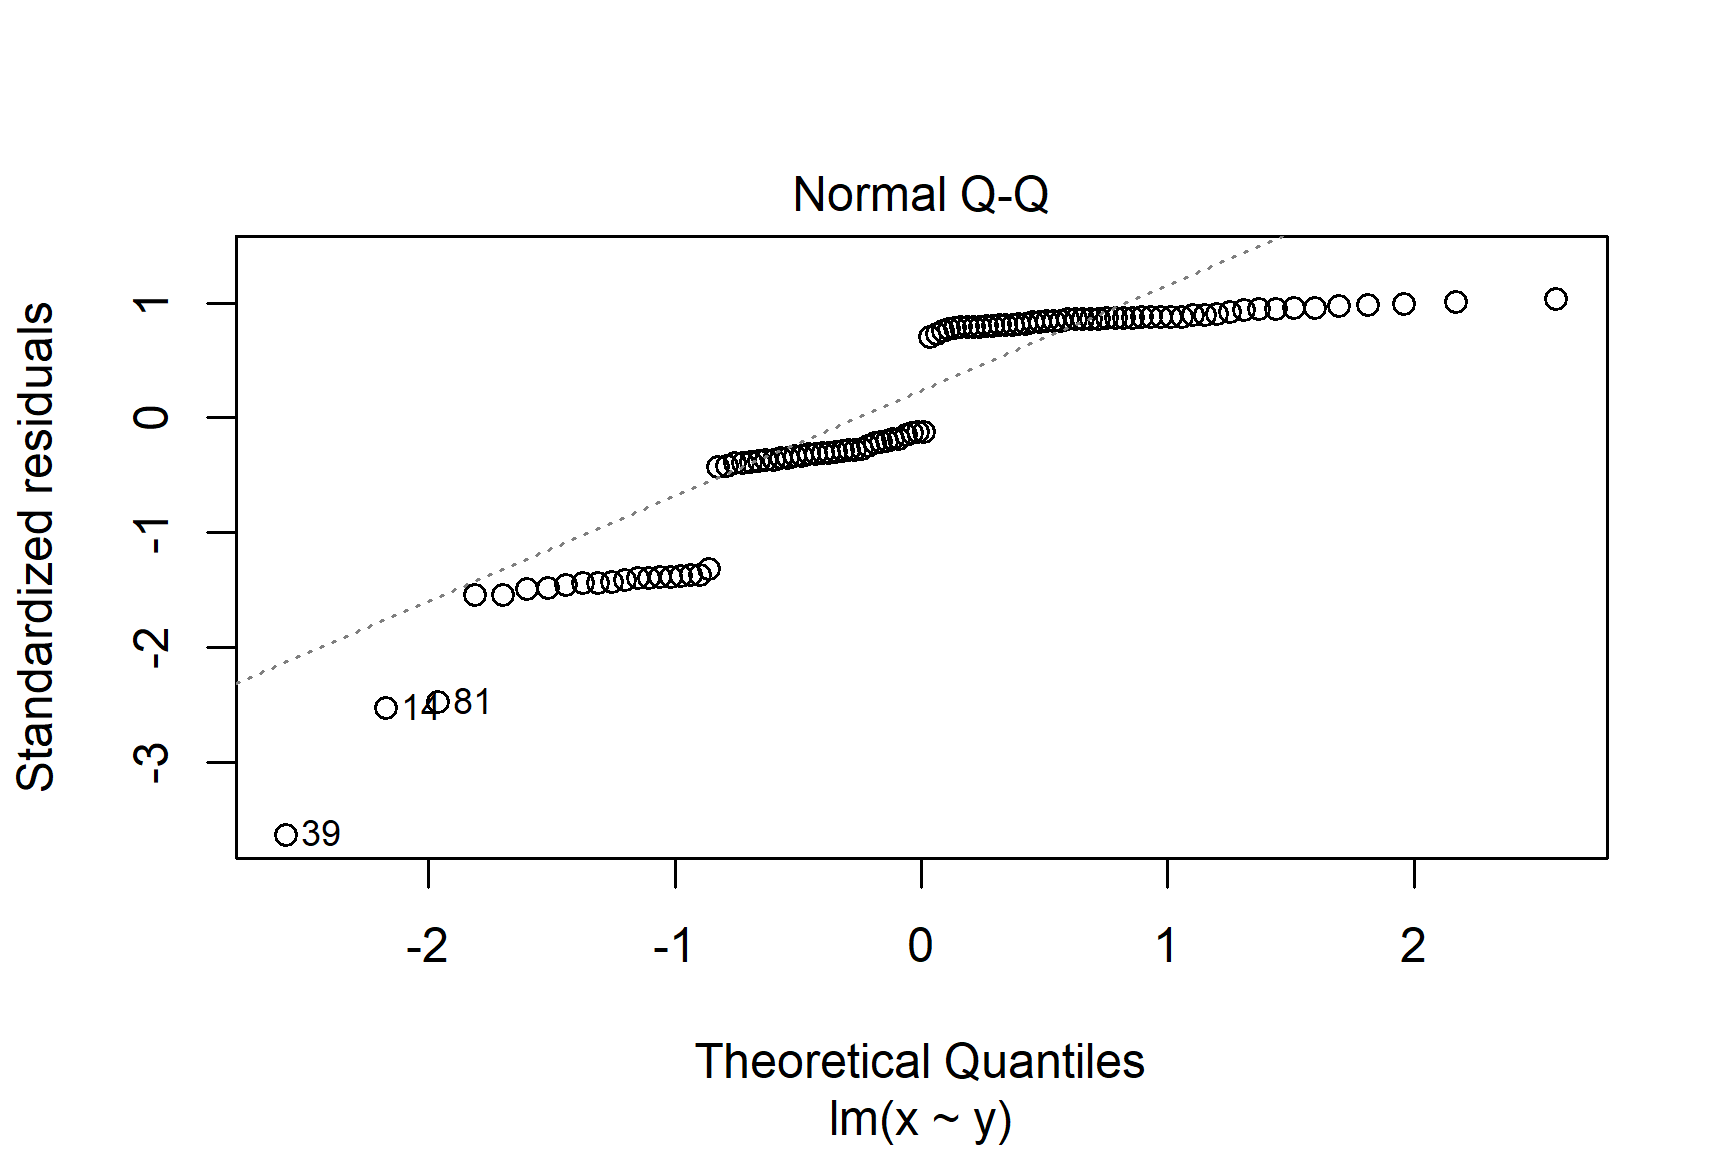 Normal Q-Q
Standardized residuals
1
0
-1
-2
-3
14
81
39
-2 -1 0 1 2
Theoretical Quantiles
lm(x ~ y)